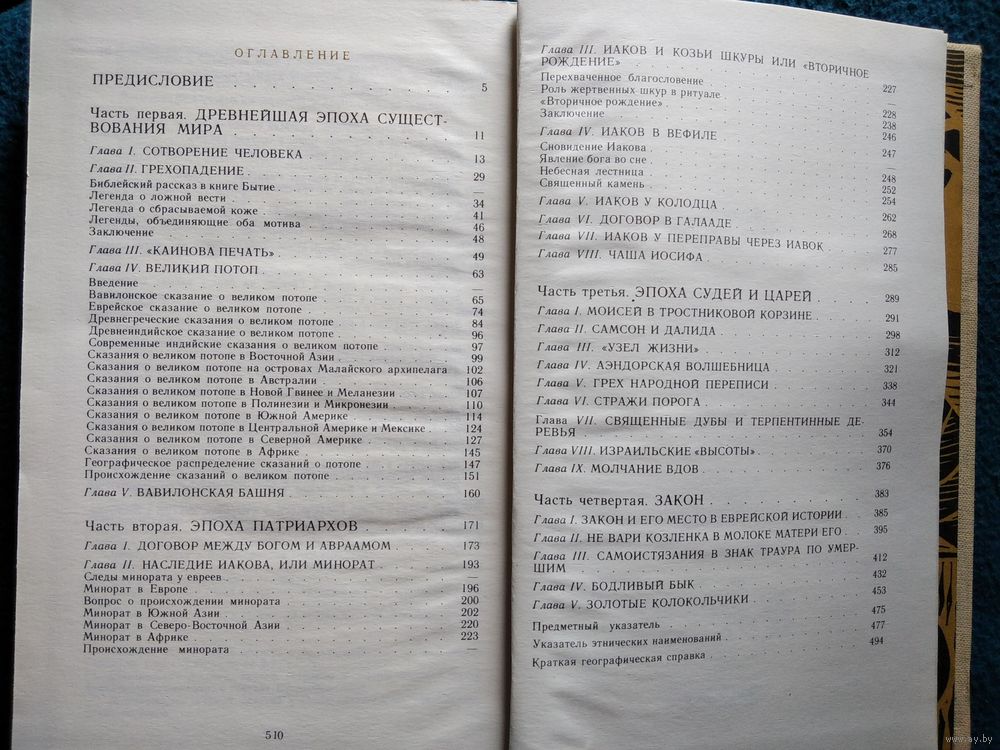 ОГЛАВЛЕНИЕ
ПРЕДИСЛОВИЕ . . . . . . . . 5
Часть первая. ДРЕВНЕЙШАЯ ЭПОХА СУЩЕСТ-
ВОВАНИЯ МИРА . . . . . . . . 11
Глава I. СОТВОРЕНИЕ ЧЕЛОВЕКА . . . . . . 13
Глава II. ГРЕХОПАДЕНИЕ . . . . . . . . 29
Библейский рассказ в книге Бытие . . . . . . —
Легенда о ложной вести . . . . . . . . 34
Легенда о сбрасываемой коже . . . . . . . 41
Легенды, объединяющие оба мотива . . . . . . 46
Заключение . . . . . . . . 48
Глава III. «КАИНОВА ПЕЧАТЬ» . . . . . . 49
Глава IV. ВЕЛИКИЙ ПОТОП . . . . . . . 63
Введение . . . . . . . . —
Вавилонское сказание о великом потопе . . . . . 65
Еврейское сказание о великом потопе . . . . . 74
Древнегреческие сказания о великом потопе . . . . 84
Древнеиндийское сказание о великом потопе . . . . 96
Современные индийские сказания о великом потопе . . . 97
Сказания о великом потопе в Восточной Азии . . . . 99
Сказания о великом потопе на островах Малайского архипелага 102
Сказания о великом потопе в Австралии . . . . . 106
Сказания о великом потопе в Новой Гвинее и Меланезии . . 107
Сказания о великом потопе в Полинезии и Микронезии . . 110
Сказания о великом потопе в Южной Америке . . . . 114
Сказания о великом потопе в Центральной Америке и Мексике . 124
Сказания о великом потопе в Северной Америке . . . . 127
Сказания о великом потопе в Африке . . . . . 145
Географическое распределение сказаний о потопе . . . 147
Происхождение сказаний о великом потопе . . . . . 151
Глава V. ВАВИЛОНСКАЯ БАШНЯ . . . . . . 160
Часть вторая. ЭПОХА ПАТРИАРХОВ . . . . . 171
Глава I. ДОГОВОР МЕЖДУ БОГОМ И АВРААМОМ . . . 173
Глава II. НАСЛЕДИЕ ИАКОВА, ИЛИ МИНОРАТ . . . . 193
Следы минората у евреев . . . . . . . —
Минорат в Европе . . . . . . . . 196
Вопрос о происхождении минората . . . . . . 200
Минорат в Южной Азии . . . . . . . 202
Минорат в Северо-Восточной Азии . . . . . . 220
Минорат в Африке . . . . . . . . 223
Происхождение минората . . . . . . . —
510
Глава III. ИАКОВ И КОЗЬИ ШКУРЫ ИЛИ «ВТОРИЧНОЕ
РОЖДЕНИЕ» . . . . . . . . 227
Перехваченное благословение . . . . . . . —
Роль жертвенных шкур в ритуале . . . . . . 228
«Вторичное рождение» . . . . . . . . 238
Заключение . . . . . . . . 246
Глава IV. ИАКОВ В ВЕФИЛЕ . . . . . . . 247
Сновидение Иакова . . . . . . . . —
Явление бога во сне . . . . . . . . 248
Небесная лестница . . . . . . . . 252
Священный камень . . . . . . . . 254
Глава V. ИАКОВ У КОЛОДЦА . . . . . . . 262
Глава VI. ДОГОВОР В ГАЛААДЕ . . . . . . 268
Глава VII. ИАКОВ У ПЕРЕПРАВЫ ЧЕРЕЗ ИАВОК . . . 277
Глава VIII. ЧАША ИОСИФА . . . . . . . 285
Часть третья. ЭПОХА СУДЕЙ И ЦАРЕЙ . . . . 289
Глава I. МОИСЕЙ В ТРОСТНИКОВОЙ КОРЗИНЕ . . . . 291
Глава II. САМСОН И ДАЛИДА . . . . . . . 298
Глава III. «УЗЕЛ ЖИЗНИ» . . . . . . . 312
Глава IV. АЭНДОРСКАЯ ВОЛШЕБНИЦА . . . . . 321
Глава V. ГРЕХ НАРОДНОЙ ПЕРЕПИСИ . . . . . 338
Глава VI. СТРАЖИ ПОРОГА . . . . . . . 344
Глава VII. СВЯЩЕННЫЕ ДУБЫ И ТЕРПЕНТИННЫЕ ДЕ-
РЕВЬЯ . . . . . . . . 354
Глава VIII. ИЗРАИЛЬСКИЕ «ВЫСОТЫ» . . . . . 370
Глава IX. МОЛЧАНИЕ ВДОВ . . . . . . . 376
Часть четвертая. ЗАКОН . . . . . . . 383
Глава I. ЗАКОН И ЕГО МЕСТО В ЕВРЕЙСКОЙ ИСТОРИИ . . 385
Глава II. НЕ ВАРИ КОЗЛЕНКА В МОЛОКЕ МАТЕРИ ЕГО . . 395
Глава III. САМОИСТЯЗАНИЯ В ЗНАК ТРАУРА ПО УМЕР-
ШИМ . . . . . . . . 412
Глава IV. БОДЛИВЫЙ БЫК . . . . . . . 432
Глава V. ЗОЛОТЫЕ КОЛОКОЛЬЧИКИ . . . . . 453
Предметный указатель . . . . . . . . 475
Указатель этнических наименований . . . . . . 477
Краткая географическая справка . . . . . . . 494
www.ay.by